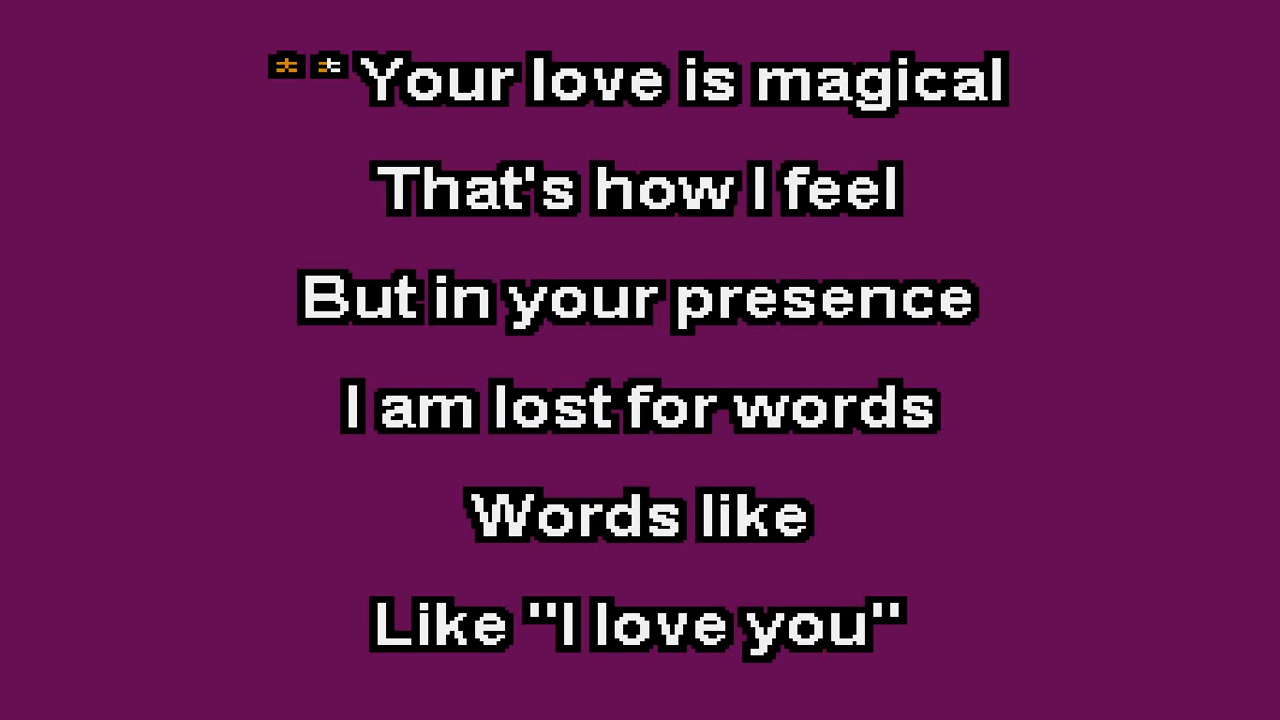 * * Your love is magical
That's how I feel
But in your presence
I am lost for words
Words like
Like "I love you"